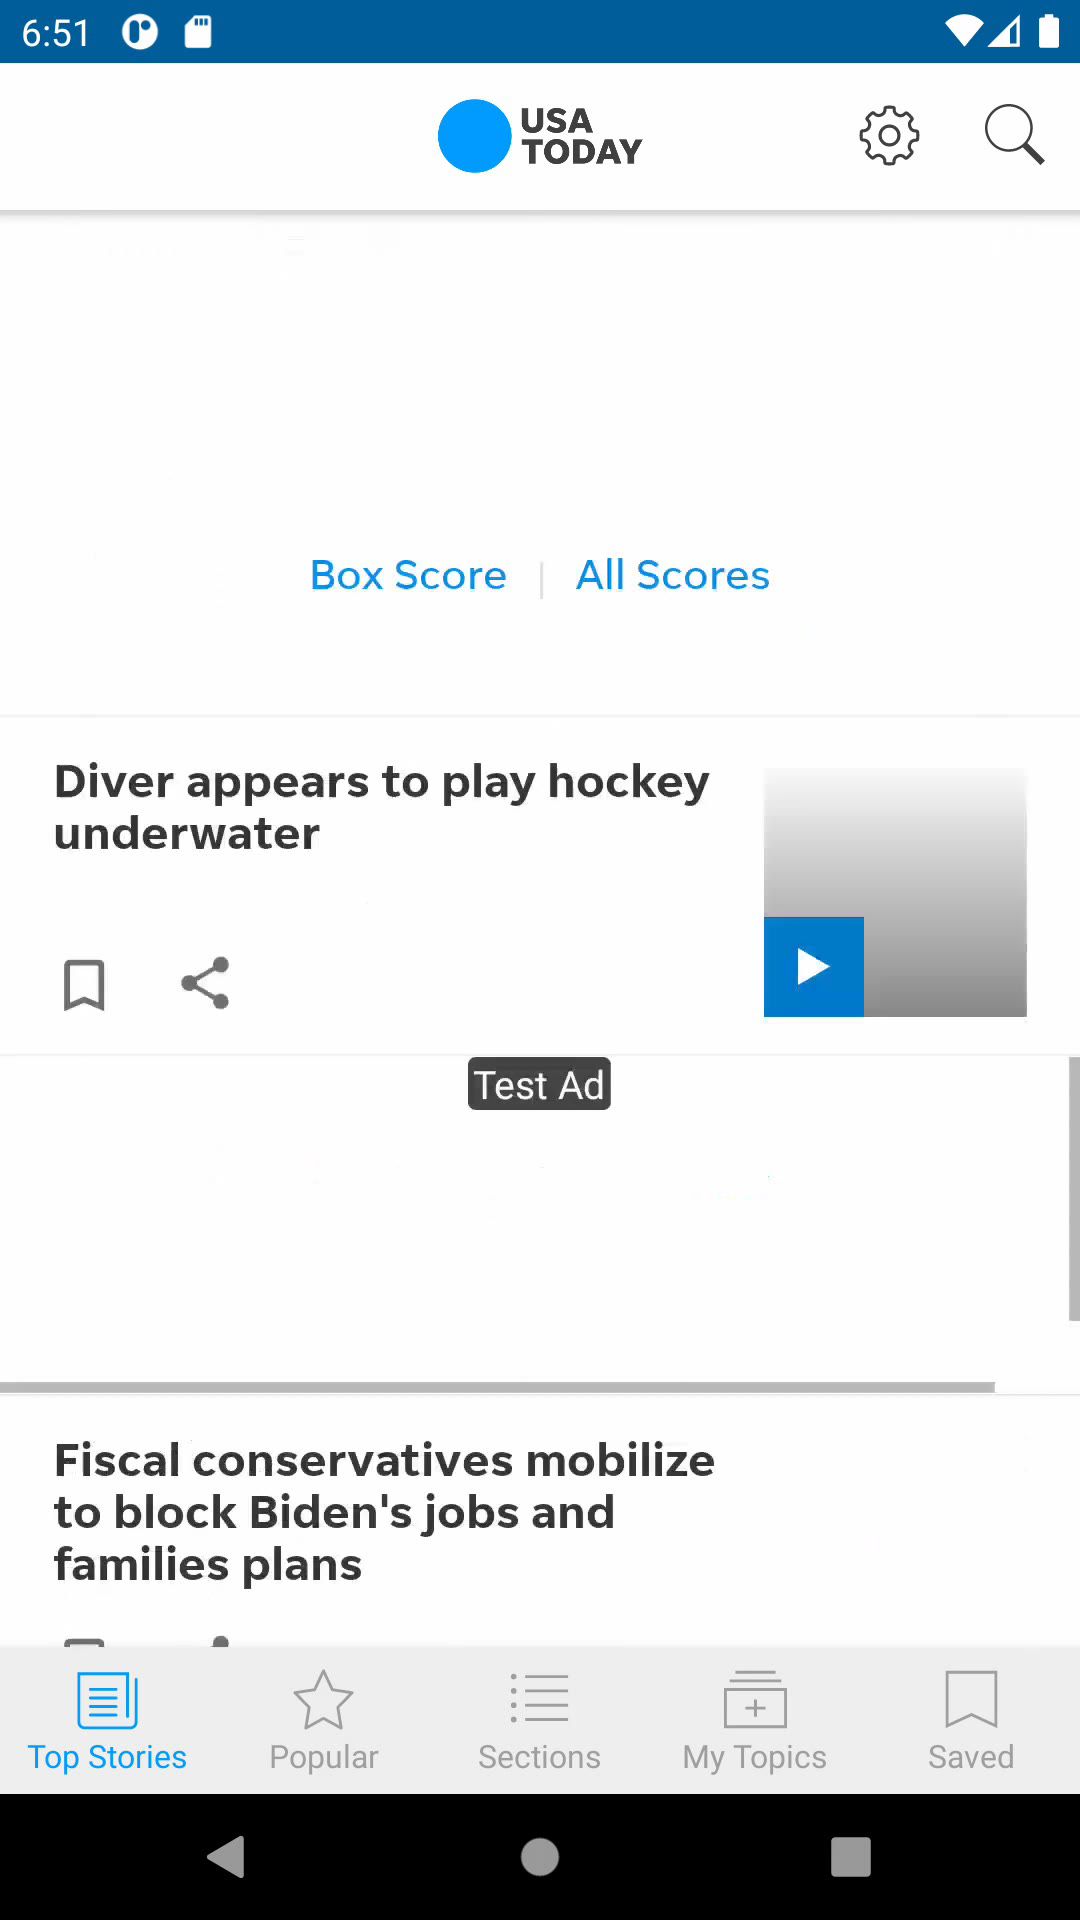 6:51
USA
TODAY
Box Score | All Scores
Diver appears to play hockey
underwater
Test Ad
Fiscal conservatives mobilize
to block Biden's jobs and
families plans
Top Stories
Popular
Sections
My Topics
Saved